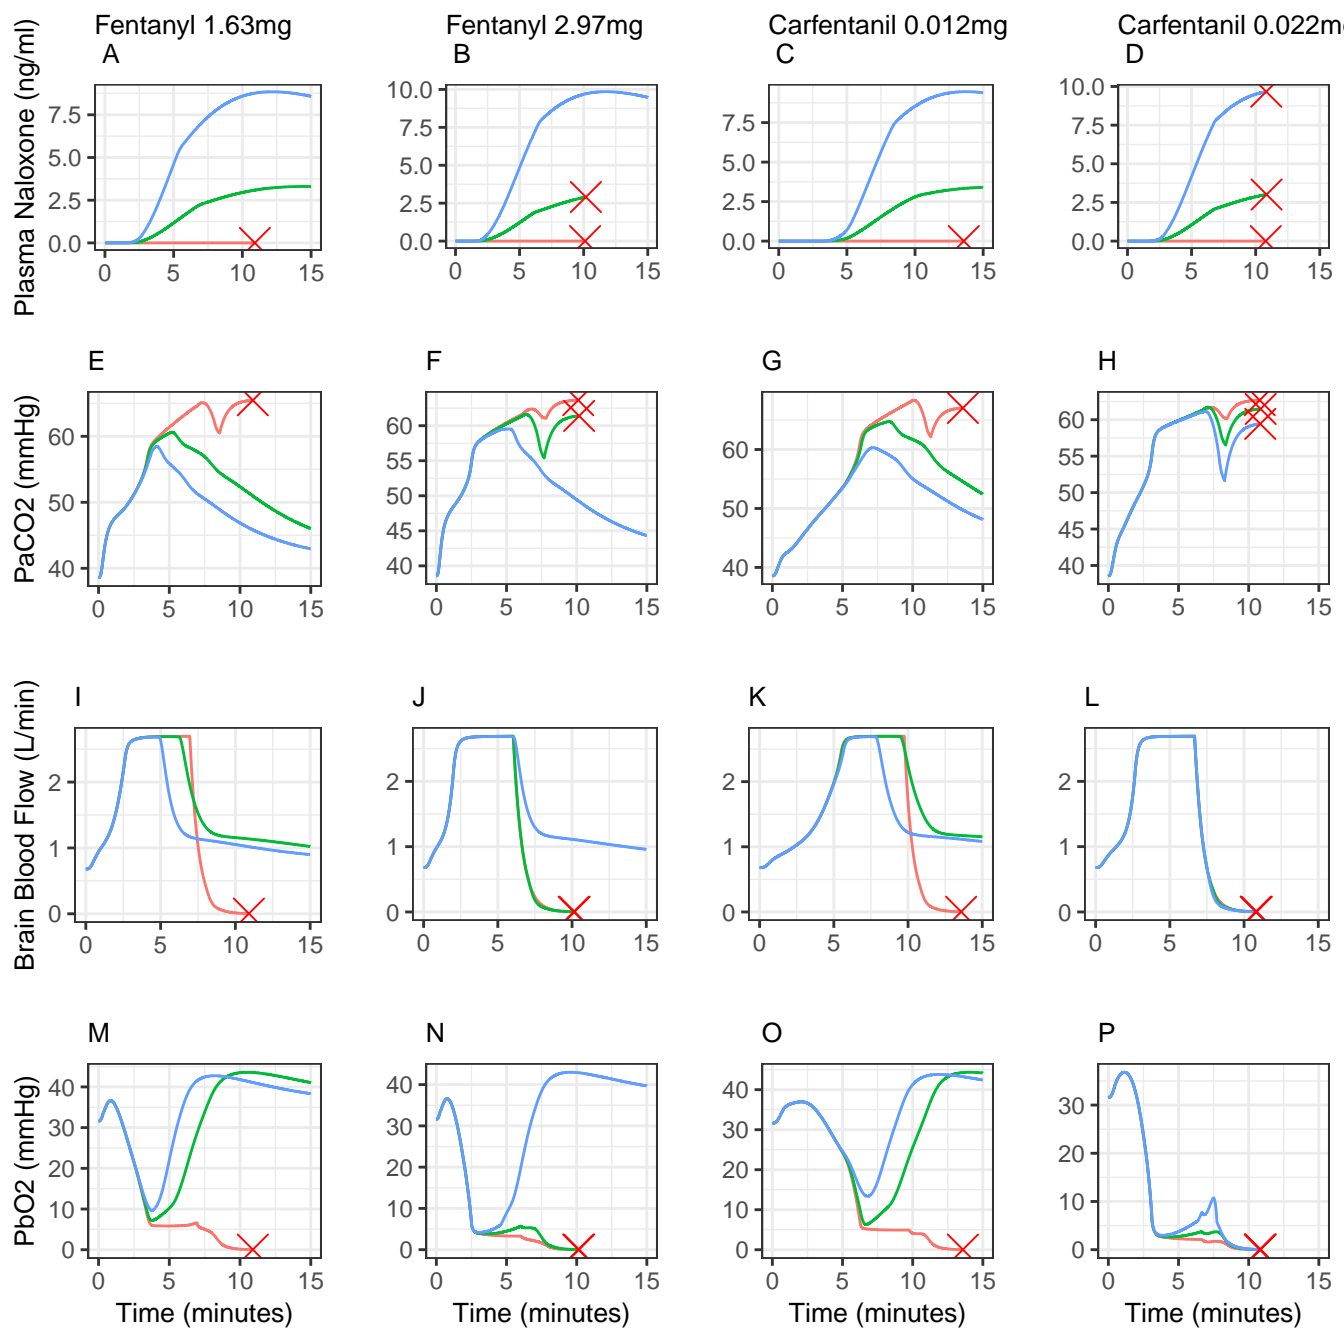 Fentanyl 1.63mg Fentanyl 2.97mg Carfentanil 0.012mg Carfentanil 0.022m
A B C D
Plasma Naloxone (ng/ml)
7.5 10.0 7.5 10.0
5.0 7.5 5.0 7.5
2.5 5.0 2.5 5.0
0.0 2.5 0.0 2.5
0.0 0.0
0 5 10 15 0 5 10 15 0 5 10 15 0 5 10 15
E F G H
PaCO2 (mmHg)
60 60 60 60
50 55 50 55
40 50 40 50
45 45
40 40
0 5 10 15 0 5 10 15 0 5 10 15 0 5 10 15
I J K L
Brain Blood Flow (L/min)
2 2 2 2
1 1 1 1
0 0 0 0
0 5 10 15 0 5 10 15 0 5 10 15 0 5 10 15
M N O P
PbO2 (mmHg)
40 40 40 30
30 30 30 20
20 20 20 10
10 10 10 0
0 0 0
0 5 10 15 0 5 10 15 0 5 10 15 0 5 10 15
Time (minutes) Time (minutes) Time (minutes) Time (minutes)